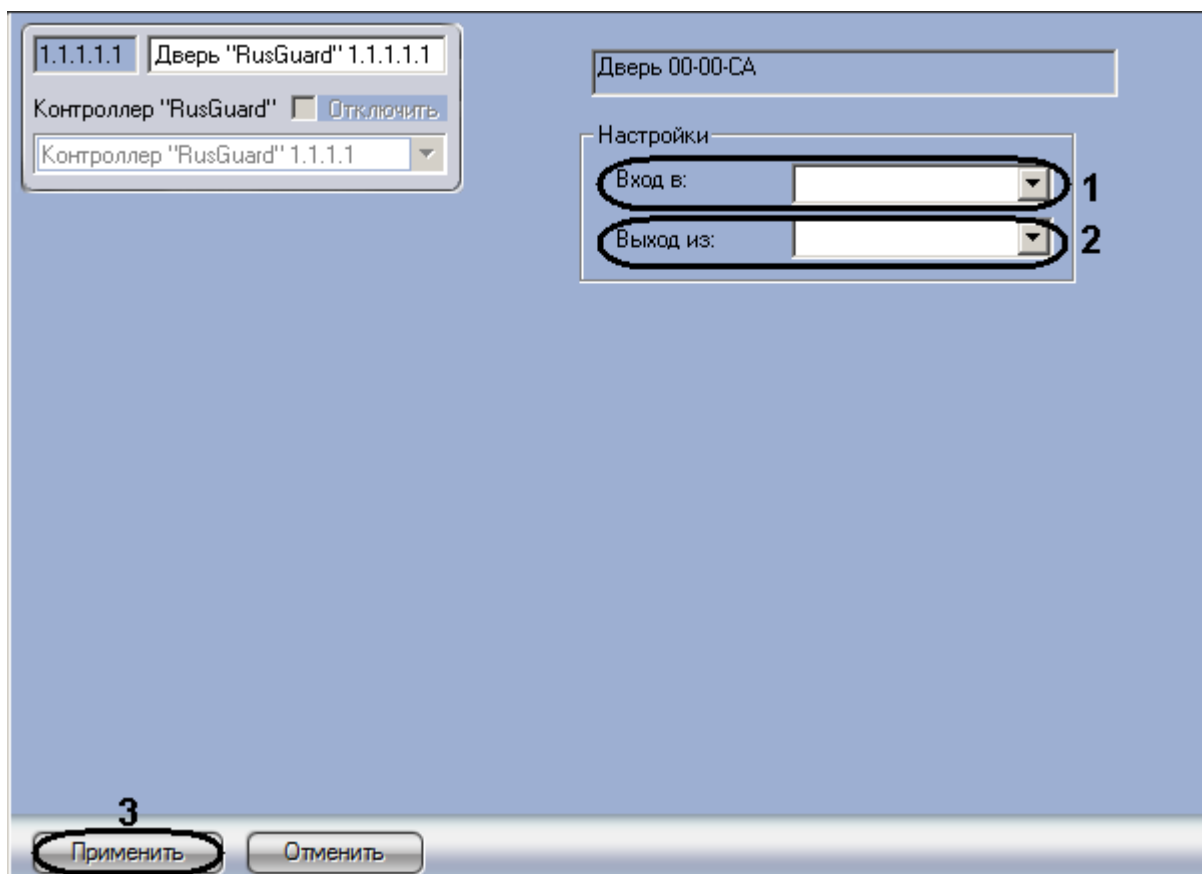 1.1.1.1.1 Дверь "RusGuard" 1.1.1.1.1
Контроллер "RusGuard" Отключить
Контроллер "RusGuard" 1.1.1.1
Дверь 00-00-CA
Настройки
Вход в: 1
Выход из: 2
3
Применить Отменить